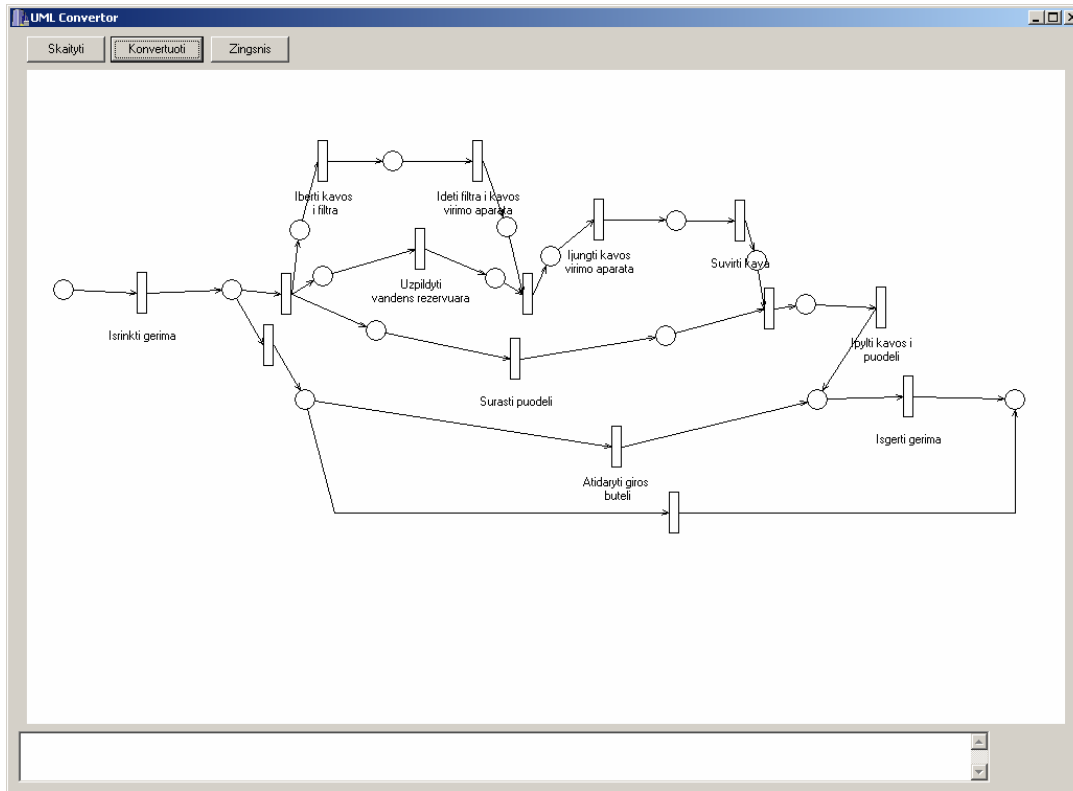 UML Convertor
Skaityti
Konvertuoti
Zingsnis
Iberti kavos
i filtra
Ideti filtra i kavos
virimo aparata
Ijungti kavos
virimo aparata
Suvirti kava
Uzpildyti
vandens rezervuara
Isrinkti gerima
Ipylti kavos i
puodeli
Surasti puodeli
Isgerti gerima
Atidaryti giros
buteli